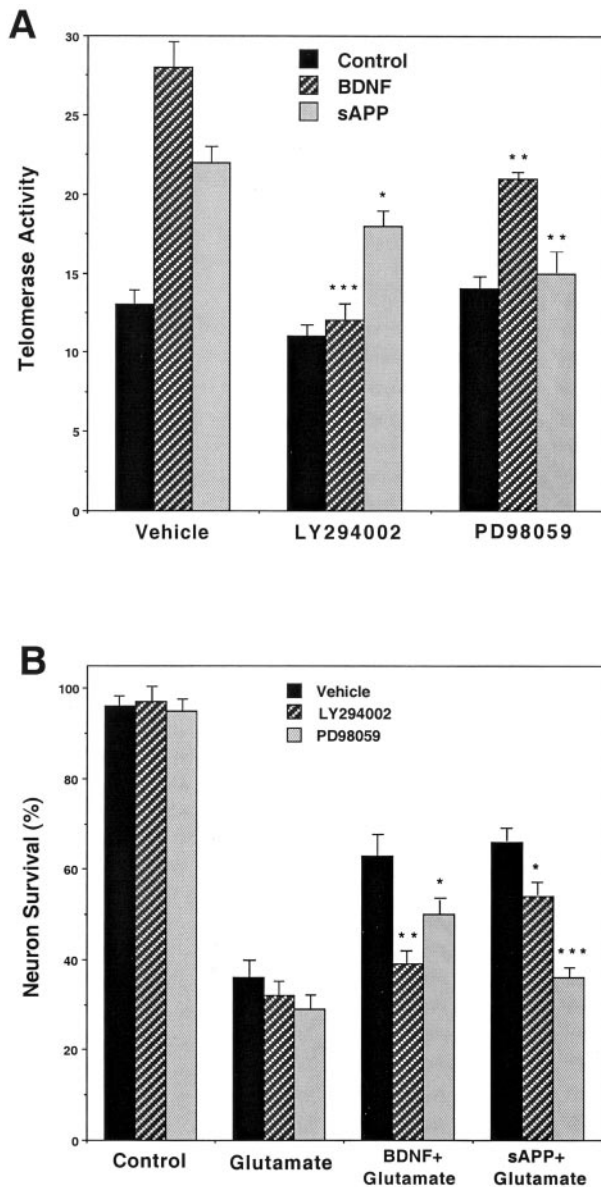 A
30
25
20
15
10
5
0
Telomerase Activity
Control
BDNF
sAPP
***
*
**
**
Vehicle LY294002 PD98059
B
100
80
60
40
20
0
Neuron Survival (%)
Vehicle
LY294002
PD98059
**
*
*
***
Control Glutamate BDNF+ Glutamate sAPP+ Glutamate